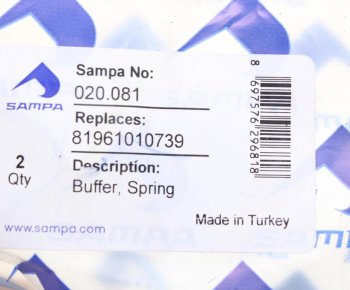 Sampa No:
020.081
SAMPA
Replaces:
81961010739
2
Qty
Description:
Buffer, Spring
www.sampa.com
Made in Turkey
8 697576 296818